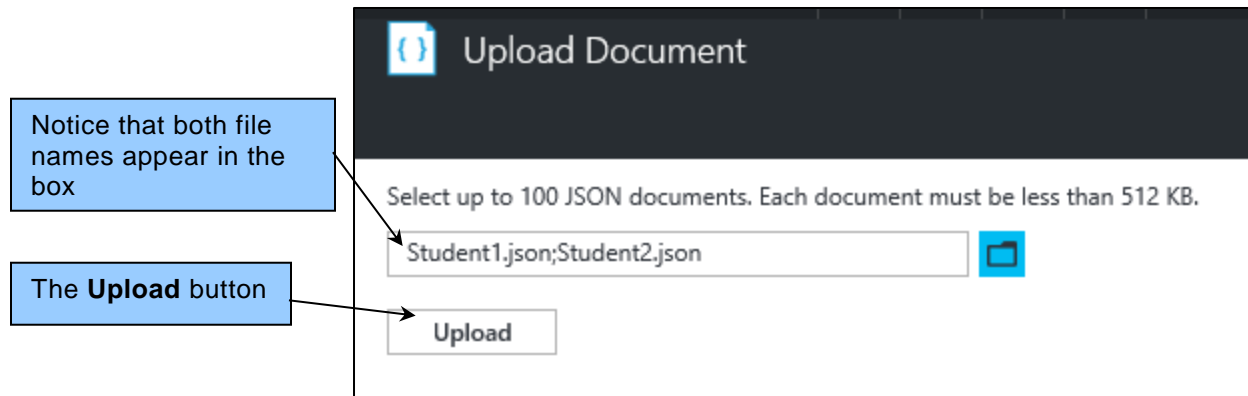 { } Upload Document
Notice that both file
names appear in the
box
Select up to 100 JSON documents. Each document must be less than 512 KB.
Student1.json;Student2.json
The Upload button
Upload